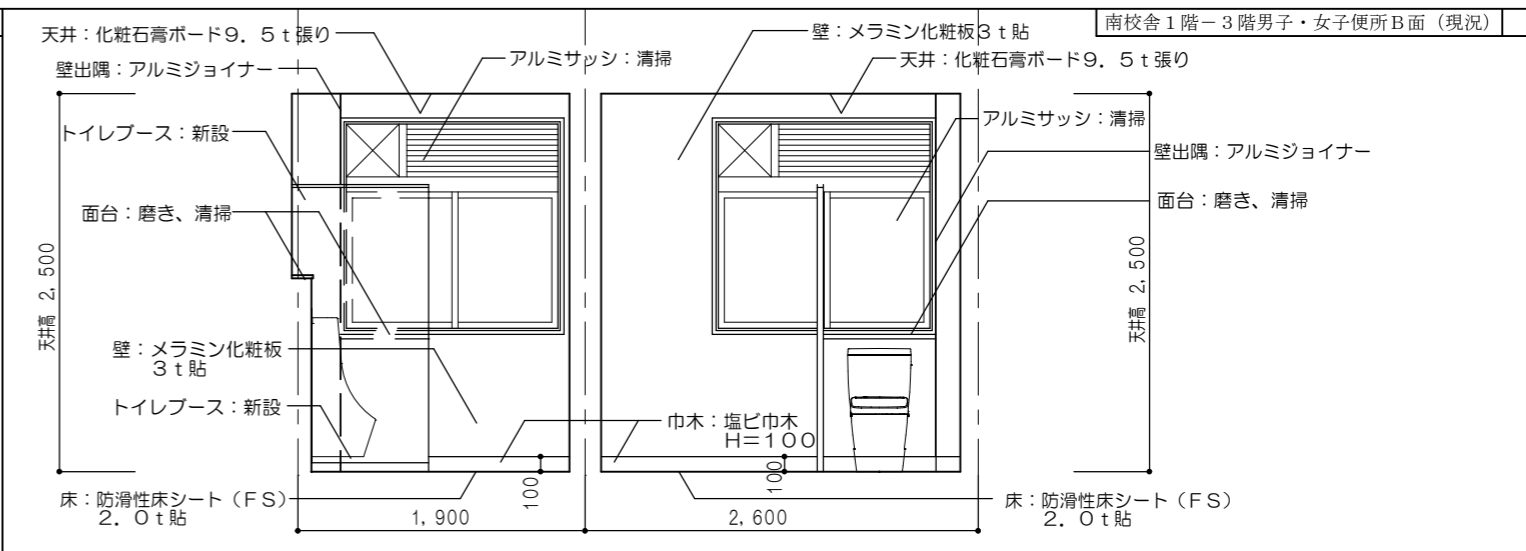 南校舎１階－３階男子・女子便所Ｂ面（現況）
天井：化粧石膏ボード９．５ｔ張り
壁出隅：アルミジョイナー
アルミサッシ：清掃
トイレブース：新設
面台：磨き、清掃
天井高 2,500
壁：メラミン化粧板
３ｔ貼
トイレブース：新設
床：防滑性床シート（ＦＳ）
２．０ｔ貼
100
1,900
壁：メラミン化粧板３ｔ貼
天井：化粧石膏ボード９．５ｔ張り
アルミサッシ：清掃
壁出隅：アルミジョイナー
面台：磨き、清掃
天井高 2,500
巾木：塩ビ巾木
Ｈ＝１００
100
2,600
床：防滑性床シート（ＦＳ）
２．０ｔ貼